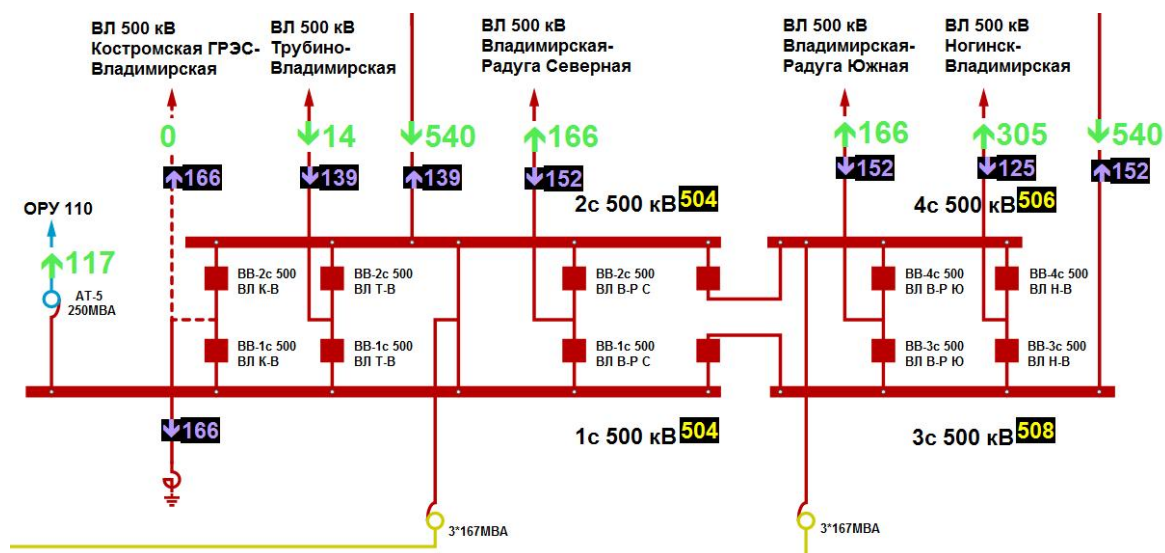 ВЛ 500 кВ
Костромская ГРЭС-
Владимирская
ВЛ 500 кВ
Трубино-
Владимирская
ВЛ 500 кВ
Владимирская-
Радуга Северная
ВЛ 500 кВ
Владимирская-
Радуга Южная
ВЛ 500 кВ
Ногинск-
Владимирская
0
14
540
166
166
305
540
166
139
139
152
152
125
152
ОРУ 110
117
АТ-5
250МВА
2с 500 кВ 504
4с 500 кВ 506
ВВ-2с 500
ВЛ К-В
ВВ-2с 500
ВЛ Т-В
ВВ-2с 500
ВЛ В-Р С
ВВ-4с 500
ВЛ В-Р Ю
ВВ-4с 500
ВЛ Н-В
ВВ-1с 500
ВЛ К-В
ВВ-1с 500
ВЛ Т-В
ВВ-1с 500
ВЛ В-Р С
ВВ-3с 500
ВЛ В-Р Ю
ВВ-3с 500
ВЛ Н-В
166
1с 500 кВ 504
3с 500 кВ 508
3*167МВА
3*167МВА